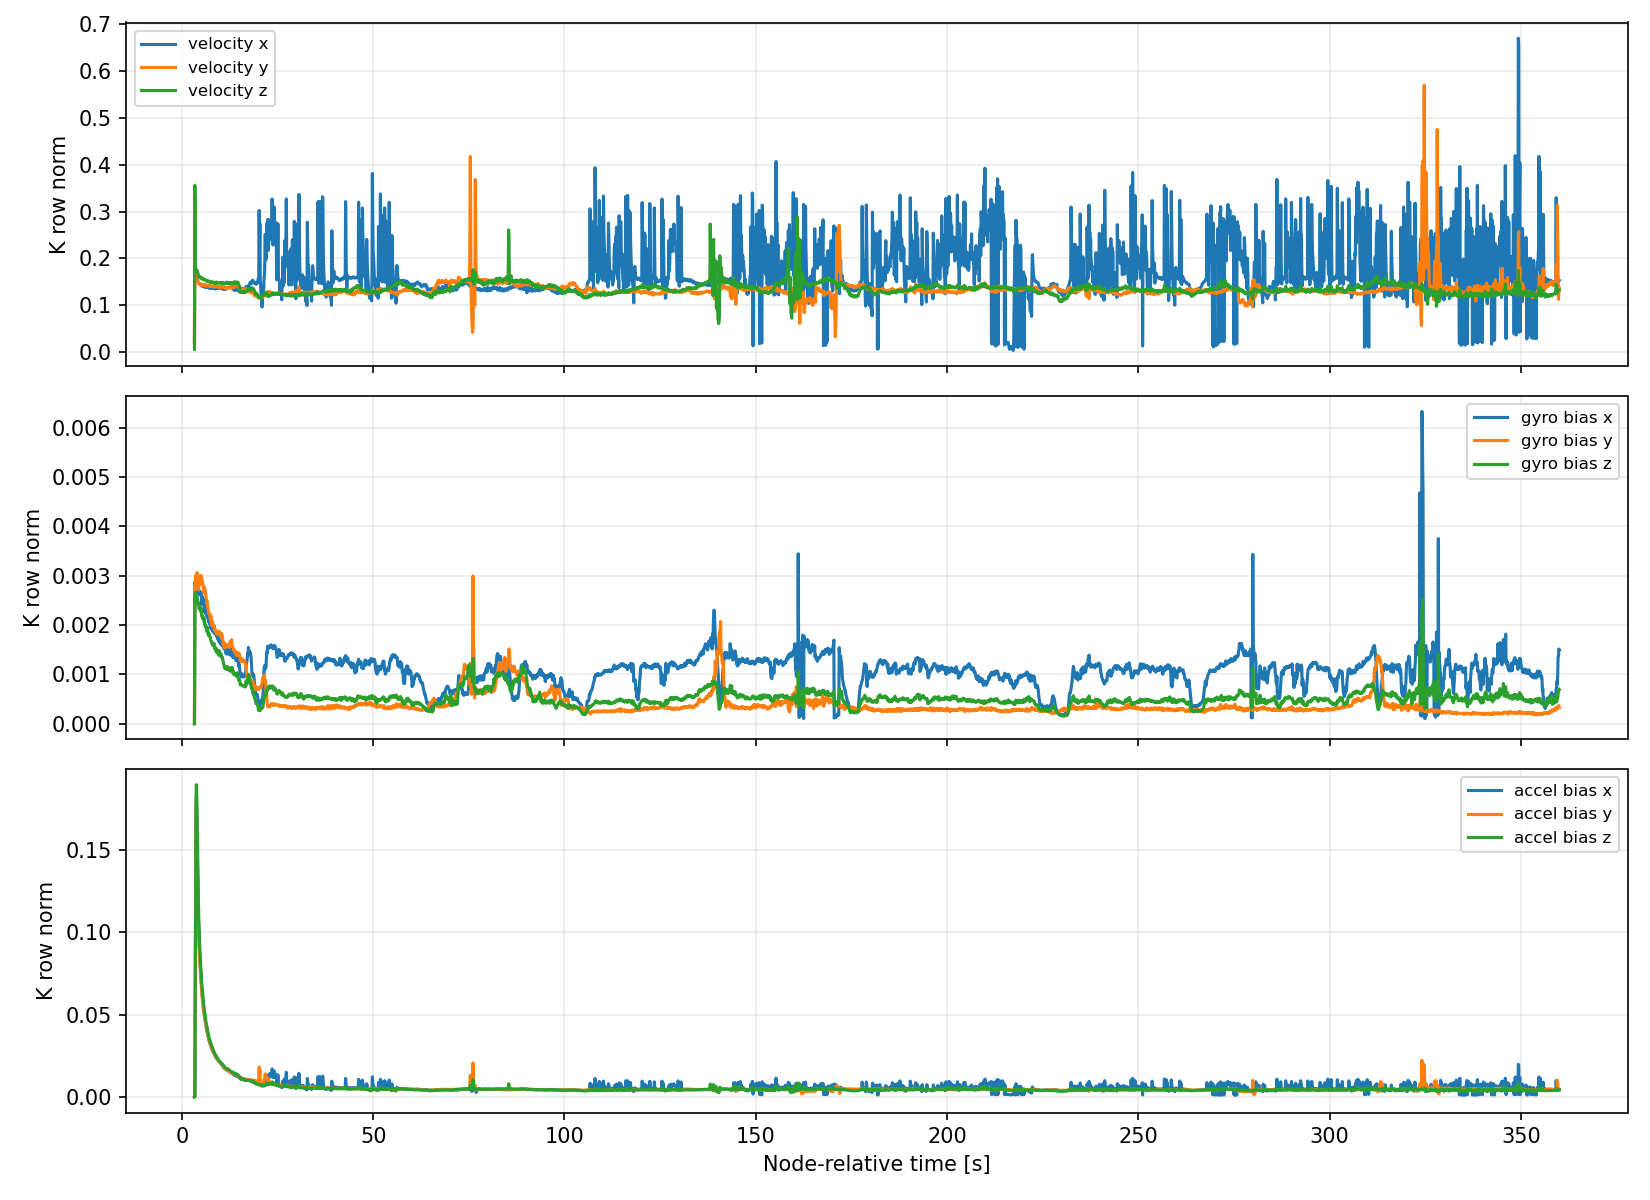 0.7
0.6
0.5
0.4
0.3
0.2
0.1
0.0
K row norm
velocity x
velocity y
velocity z
0.006
0.005
0.004
0.003
0.002
0.001
0.000
K row norm
gyro bias x
gyro bias y
gyro bias z
0.15
0.10
0.05
0.00
K row norm
accel bias x
accel bias y
accel bias z
0 50 100 150 200 250 300 350
Node-relative time [s]